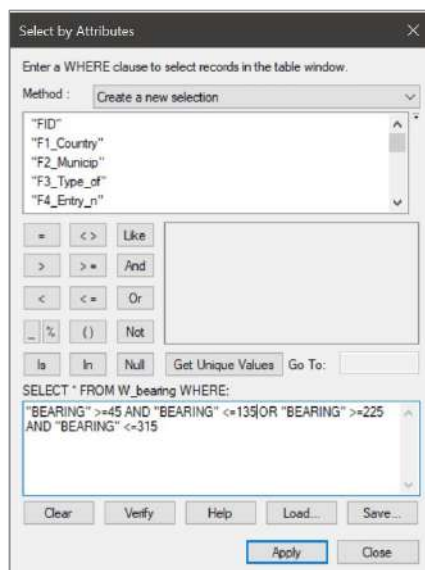 Select by Attributes
Enter a WHERE clause to select records in the table window.
Method : Create a new selection
"FID"
"F1_Country"
"F2_Municip"
"F3_Type_of"
"F4_Entry_n"
= <> Like
> >= And
< <= Or
_ % () Not
Is In Null Get Unique Values Go To:
SELECT * FROM W_bearing WHERE:
"BEARING" >=45 AND "BEARING" <=135 OR "BEARING" >=225
AND "BEARING" <=315
Clear Verify Help Load... Save...
Apply Close